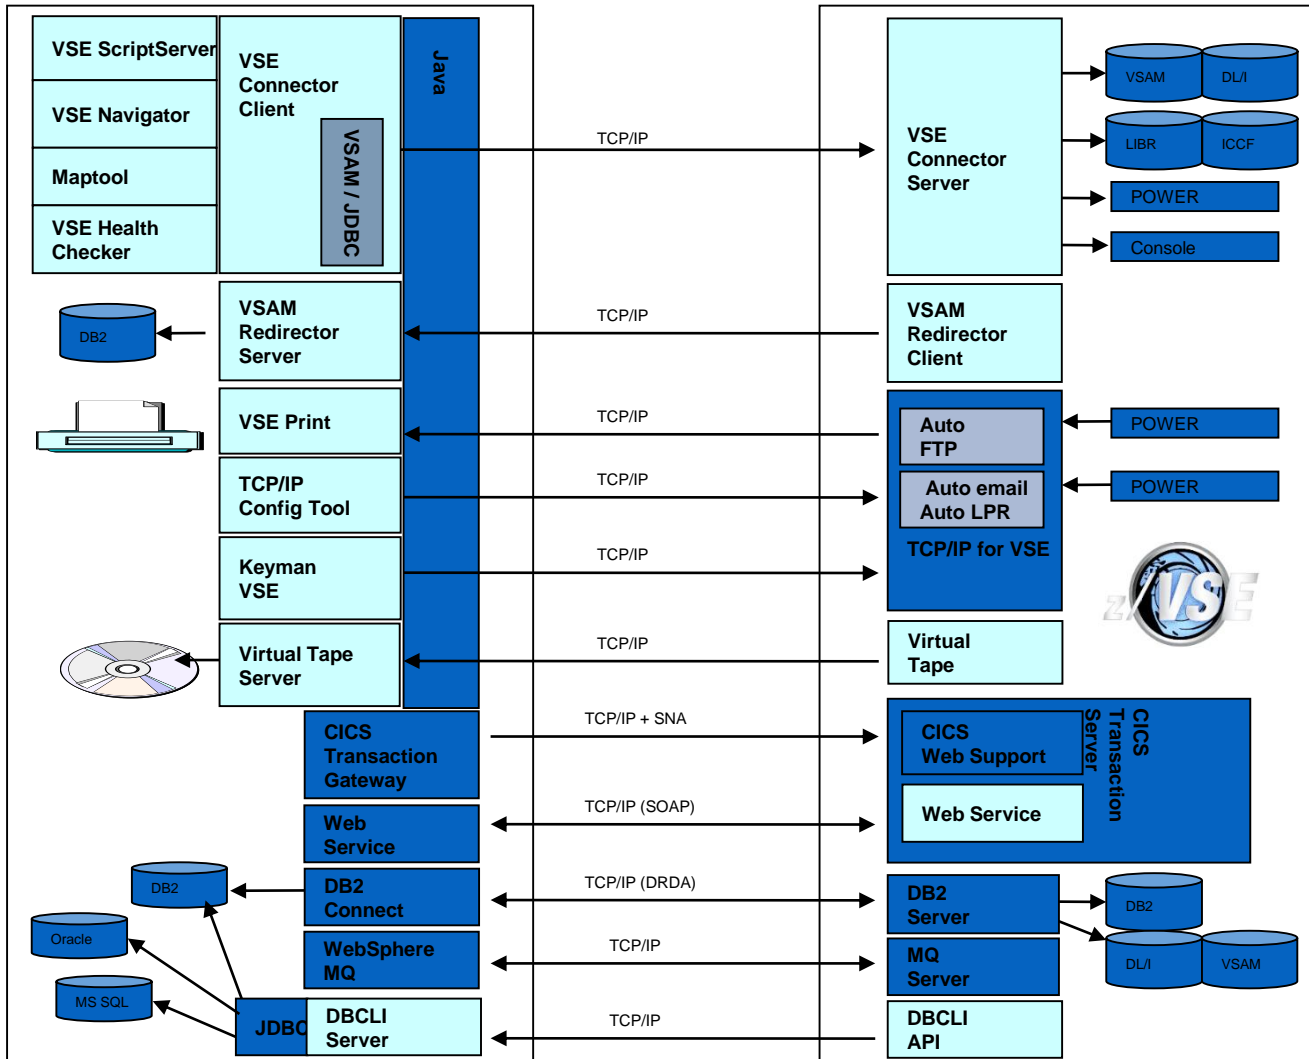 VSE ScriptServer
VSE Navigator
Maptool
VSE Health
Checker
VSE
Connector
Client
VSAM / JDBC
Java
TCP/IP
VSE
Connector
Server
VSAM
DL/I
LIBR
ICCF
POWER
Console
DB2
VSAM
Redirector
Server
TCP/IP
VSAM
Redirector
Client
VSE Print
TCP/IP
Auto
FTP
POWER
TCP/IP
Config Tool
TCP/IP
Auto email
Auto LPR
POWER
TCP/IP for VSE
Keyman
VSE
TCP/IP
z/VSE
Virtual Tape
Server
TCP/IP
Virtual
Tape
CICS
Transaction
Gateway
TCP/IP + SNA
CICS
Web Support
CICS
Transaction
Server
Web
Service
TCP/IP (SOAP)
Web Service
DB2
DB2
Connect
TCP/IP (DRDA)
DB2
Server
DB2
Oracle
WebSphere
MQ
TCP/IP
MQ
Server
DL/I
VSAM
MS SQL
JDBC
DBCLI
Server
TCP/IP
DBCLI
API